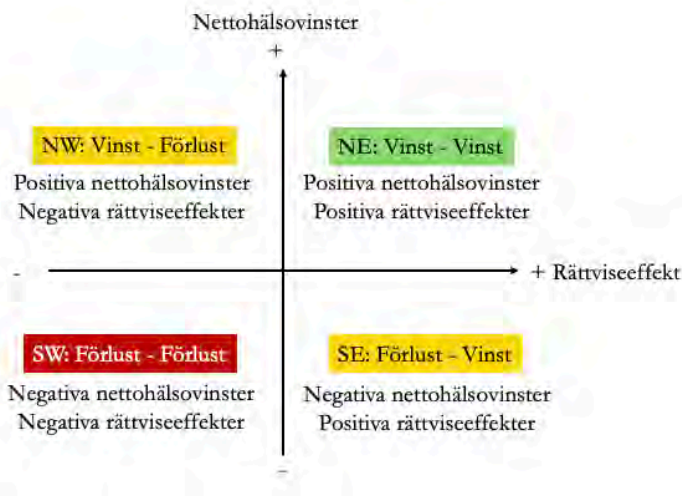 Nettohälsovinster
+
NW: Vinst - Förlust
Positiva nettohälsovinster
Negativa rättviseeffekter
NE: Vinst - Vinst
Positiva nettohälsovinster
Positiva rättviseeffekter
-
+ Rättviseeffekt
SW: Förlust - Förlust
Negativa nettohälsovinster
Negativa rättviseeffekter
SE: Förlust - Vinst
Negativa nettohälsovinster
Positiva rättviseeffekter
-